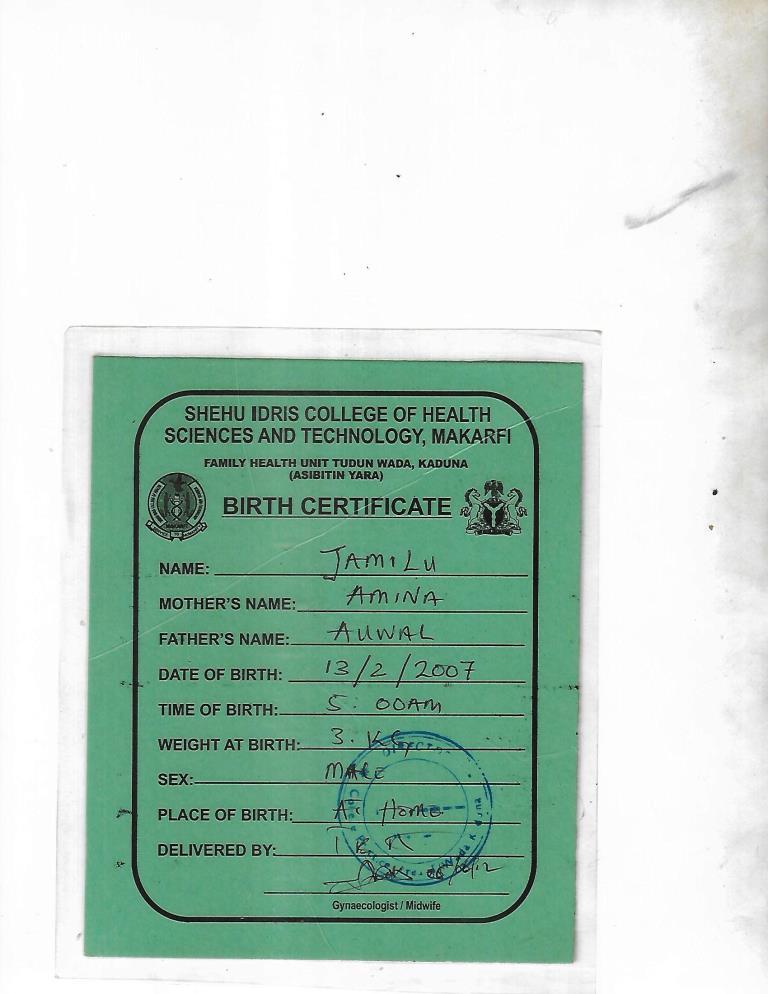 SHEHU IDRIS COLLEGE OF HEALTH
SCIENCES AND TECHNOLOGY, MAKARFI
FAMILY HEALTH UNIT TUDUN WADA, KADUNA
(ASIBITIN YARA)
BIRTH CERTIFICATE
NAME: JAMILU
MOTHER'S NAME: AMINA
FATHER'S NAME: AUWAL
DATE OF BIRTH: 13/2/2007
TIME OF BIRTH: 5:00AM
WEIGHT AT BIRTH: 3.KG
SEX: MALE
PLACE OF BIRTH: At HOME
DELIVERED BY:
Gynaecologist / Midwife